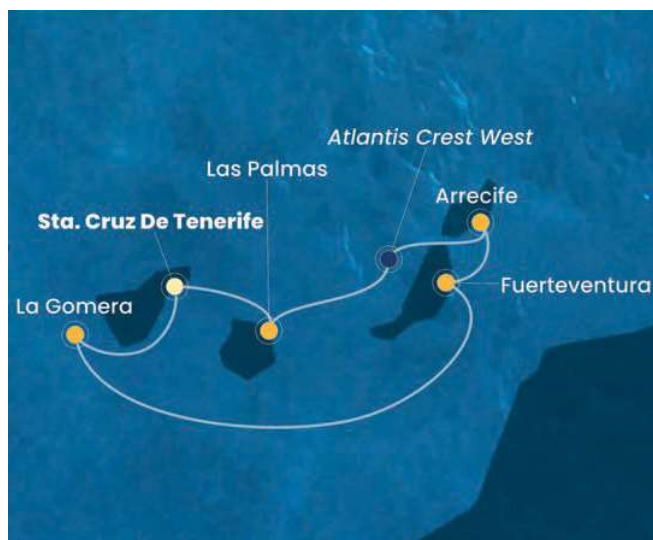 Atlantis Crest West
Las Palmas
Arrecife
Sta. Cruz De Tenerife
Fuerteventura
La Gomera